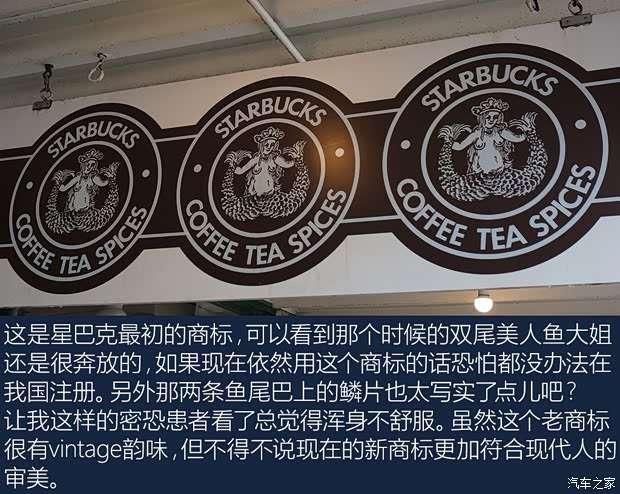 STARBUCKS
COFFEE TEA SPICES
STARBUCKS
COFFEE TEA SPICES
STARBUCKS
COFFEE TEA SPICES
这是星巴克最初的商标,可以看到那个时候的双尾美人鱼大姐
还是很奔放的,如果现在依然用这个商标的话恐怕都没办法在
我国注册。另外那两条鱼尾巴上的鳞片也太写实了点儿吧?
让我这样的密恐患者看了总觉得浑身不舒服。虽然这个老商标
很有vintage韵味,但不得不说现在的新商标更加符合现代人的
审美。
汽车之家